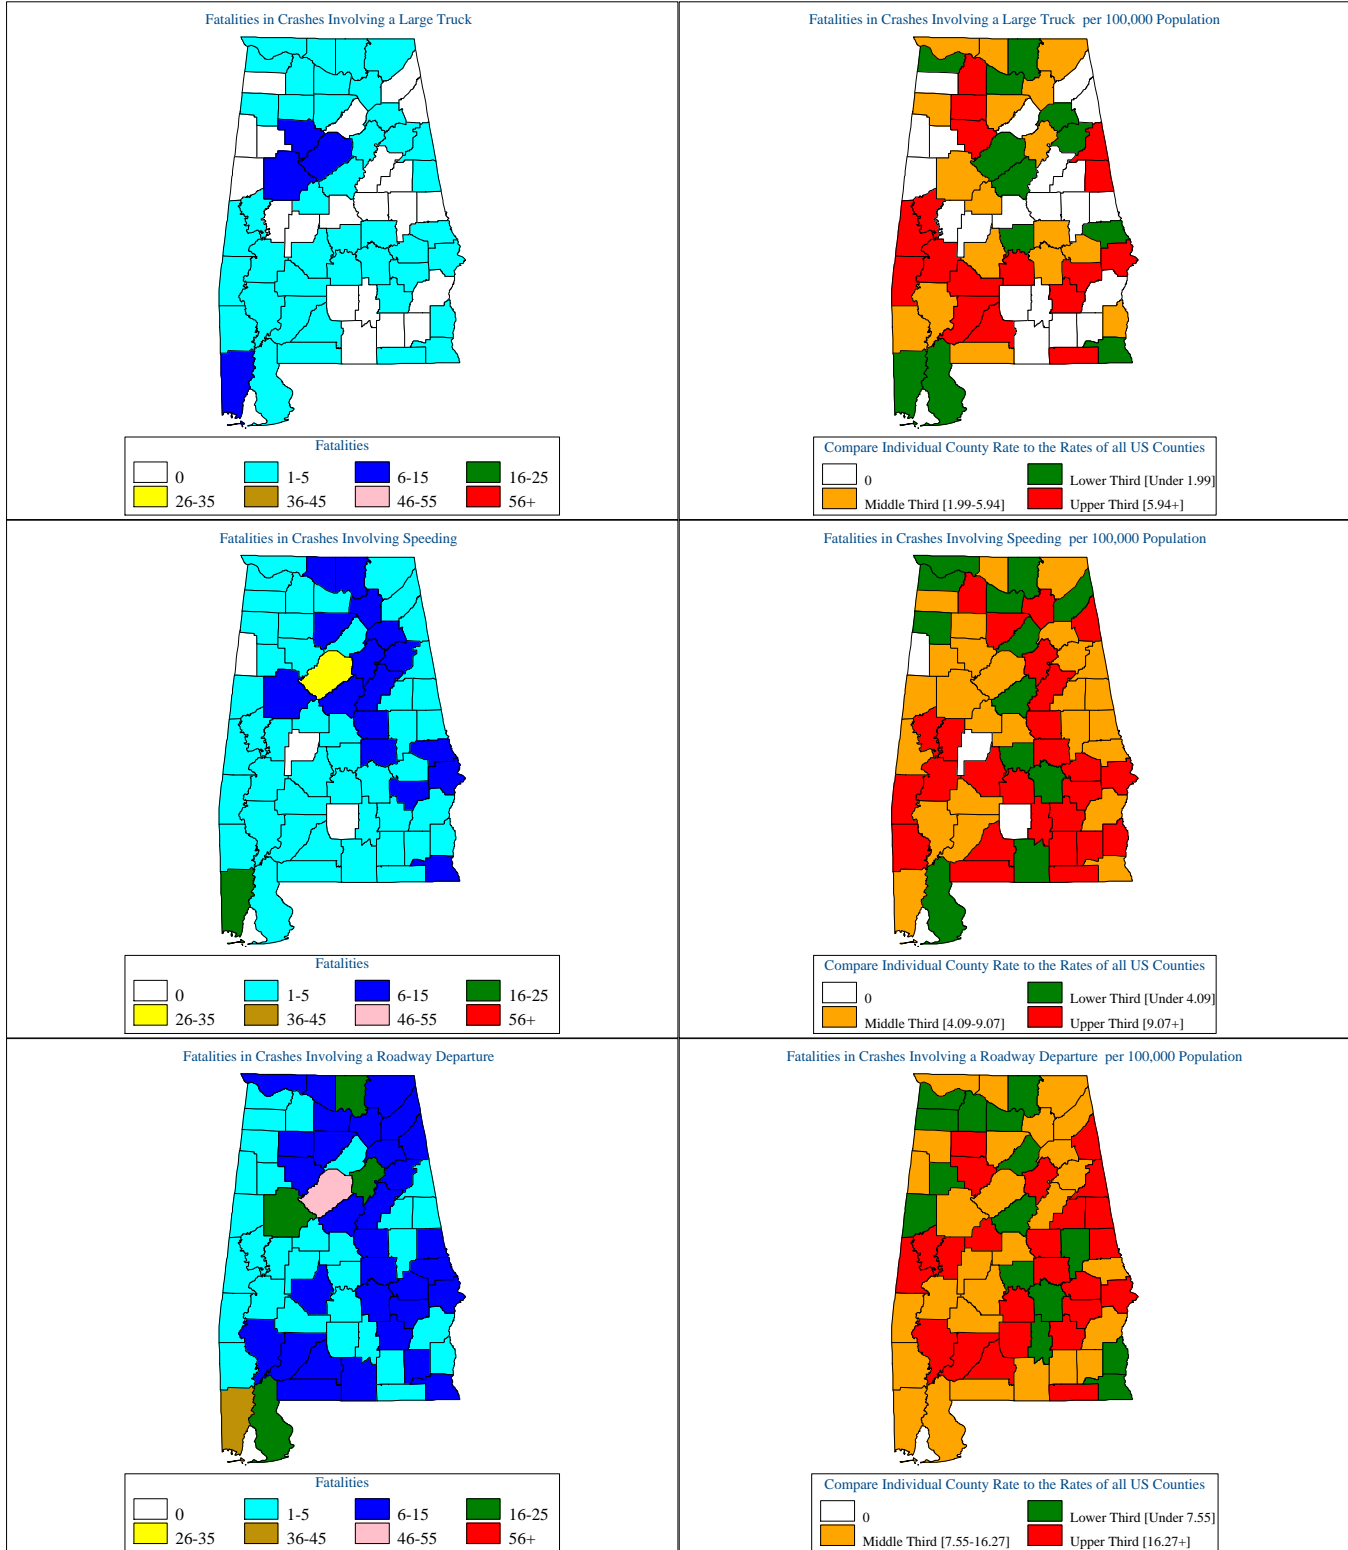 Fatalities in Crashes Involving a Large Truck
Fatalities
0
1-5
6-15
16-25
26-35
36-45
46-55
56+
Fatalities in Crashes Involving a Large Truck per 100,000 Population
Compare Individual County Rate to the Rates of all US Counties
0
Lower Third [Under 1.99]
Middle Third [1.99-5.94]
Upper Third [5.94+]
Fatalities in Crashes Involving Speeding
Fatalities
0
1-5
6-15
16-25
26-35
36-45
46-55
56+
Fatalities in Crashes Involving Speeding per 100,000 Population
Compare Individual County Rate to the Rates of all US Counties
0
Lower Third [Under 4.09]
Middle Third [4.09-9.07]
Upper Third [9.07+]
Fatalities in Crashes Involving a Roadway Departure
Fatalities
0
1-5
6-15
16-25
26-35
36-45
46-55
56+
Fatalities in Crashes Involving a Roadway Departure per 100,000 Population
Compare Individual County Rate to the Rates of all US Counties
0
Lower Third [Under 7.55]
Middle Third [7.55-16.27]
Upper Third [16.27+]